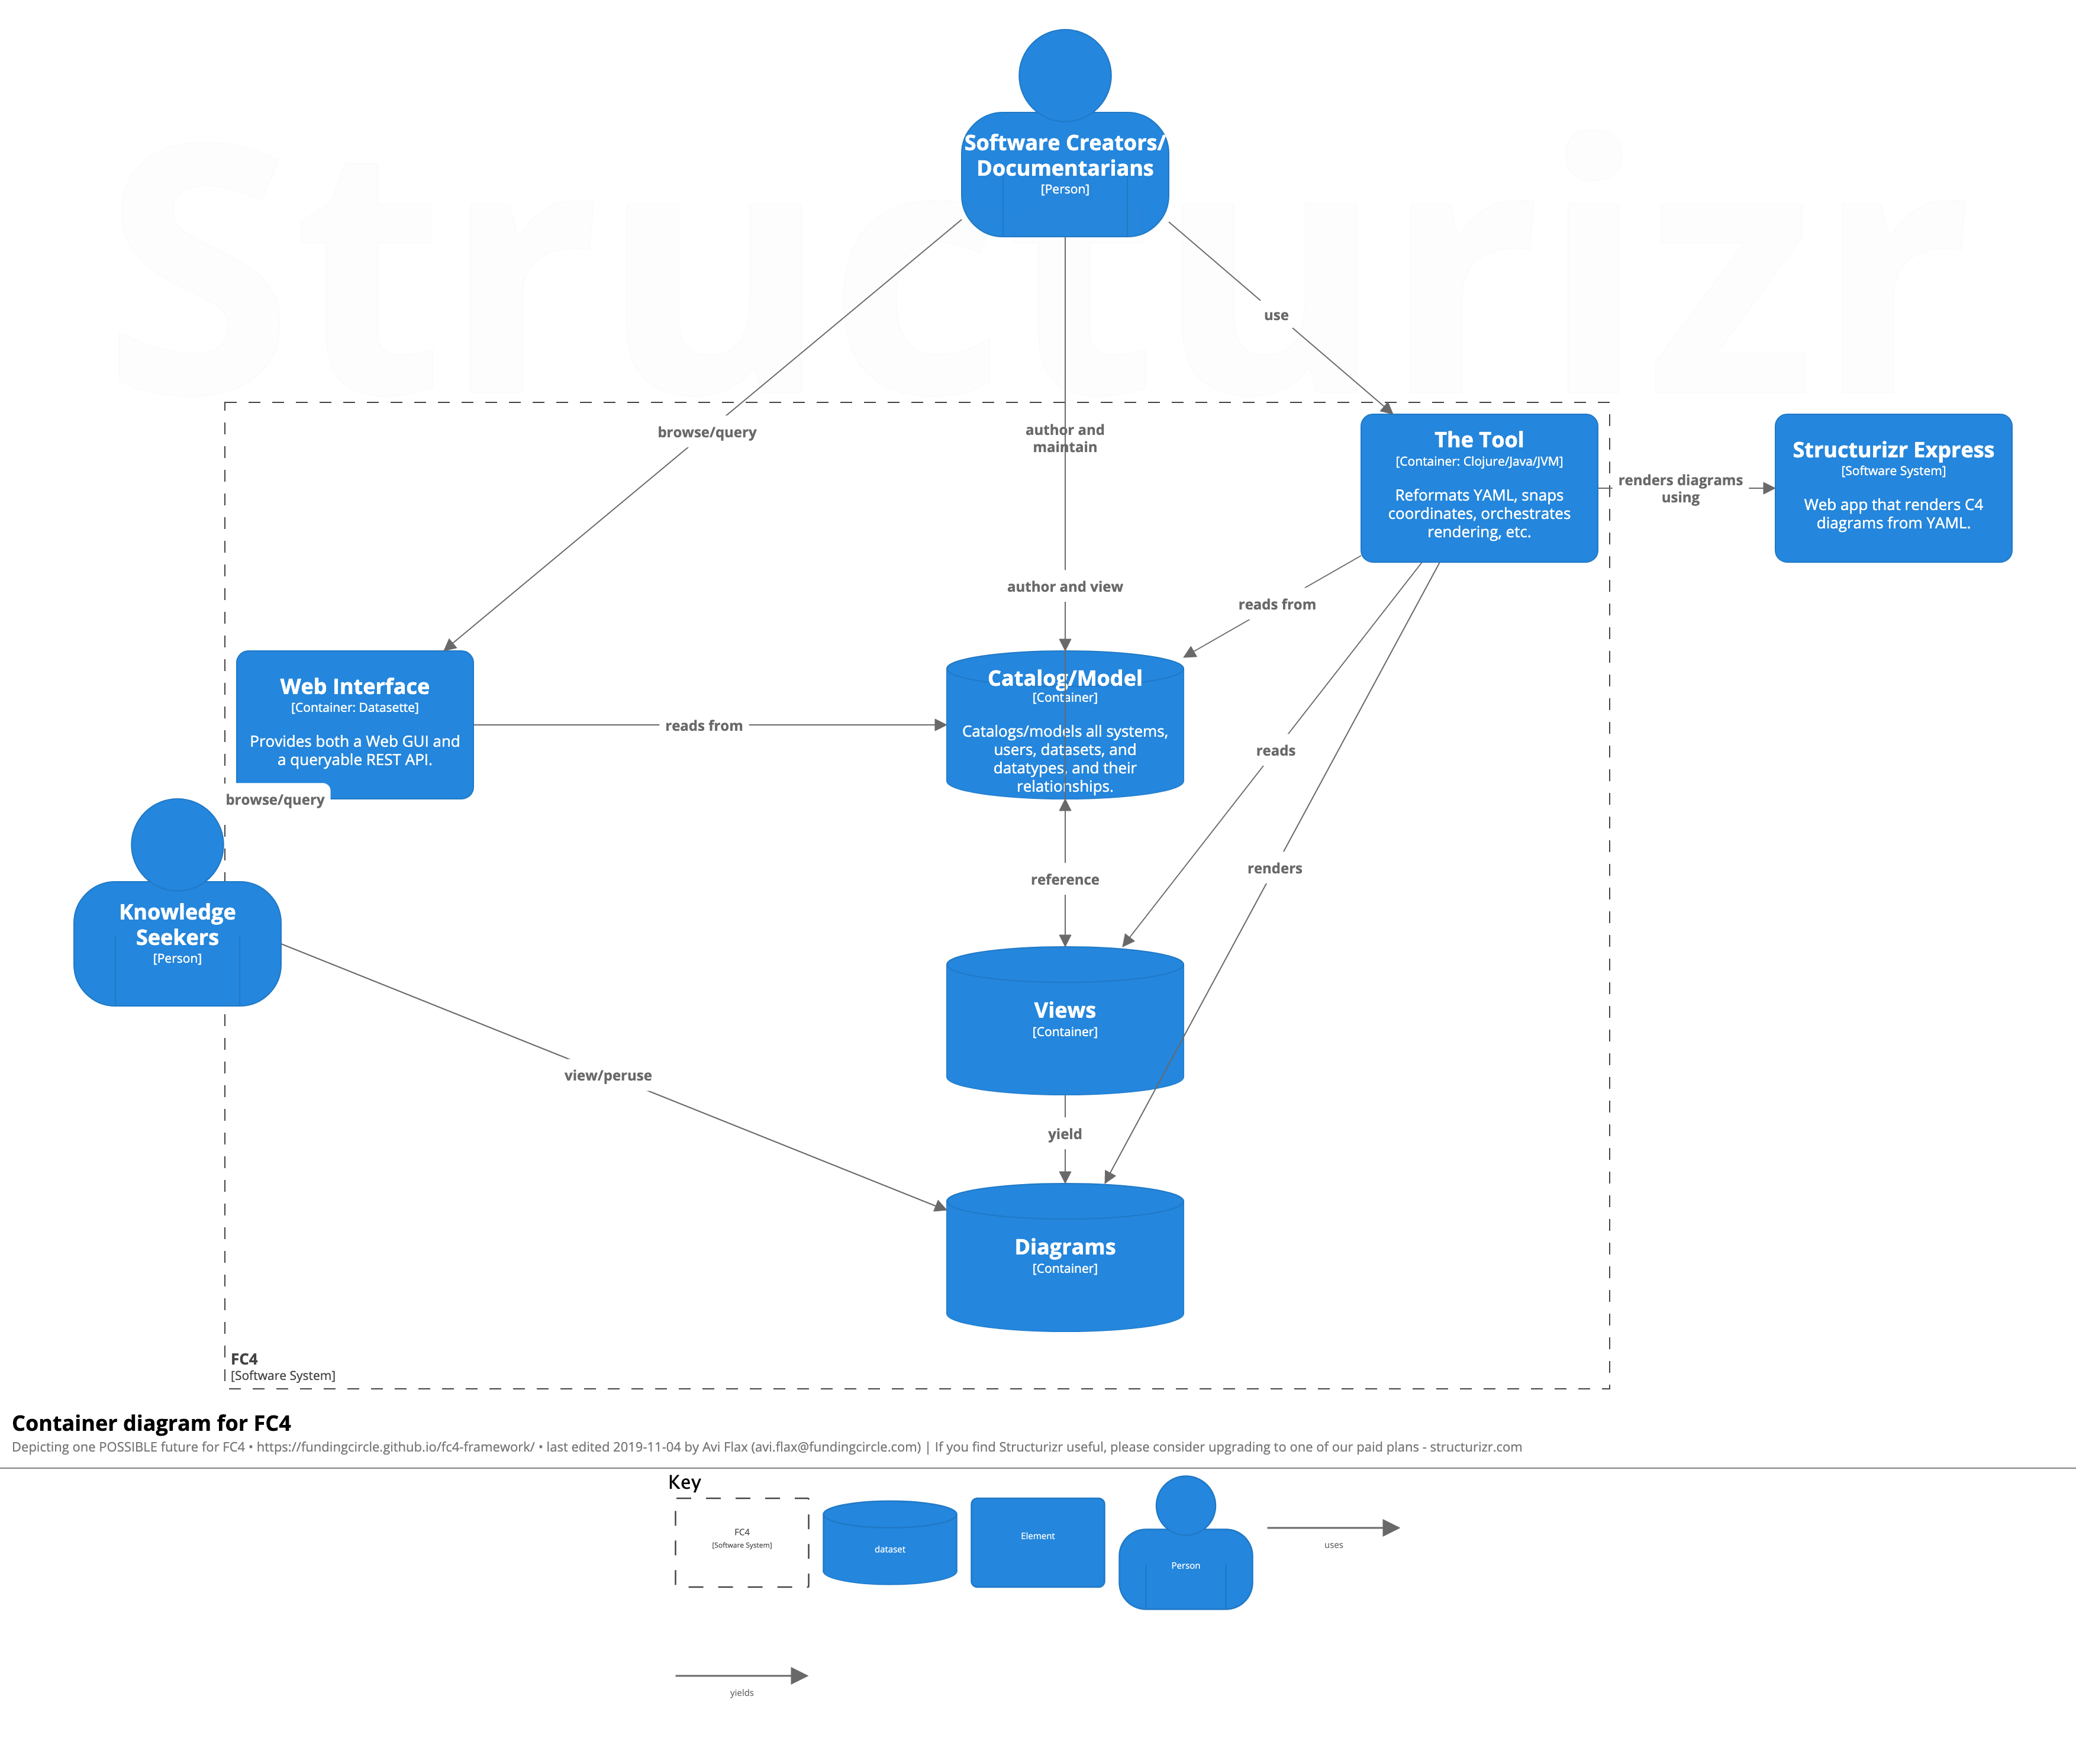 Structurizr
Software Creators/
Documentarians
[Person]
use
browse/query
author and
maintain
The Tool
[Container: Clojure/Java/JVM]
Reformats YAML, snaps
coordinates, orchestrates
rendering, etc.
renders diagrams
using
Structurizr Express
[Software System]
Web app that renders C4
diagrams from YAML.
author and view
reads from
Web Interface
[Container: Datasette]
Provides both a Web GUI and
a queryable REST API.
reads from
Catalog/Model
[Container]
Catalogs/models all systems,
users, datasets, and
datatypes, and their
relationships.
reads
browse/query
renders
reference
Knowledge
Seekers
[Person]
Views
[Container]
view/peruse
yield
Diagrams
[Container]
FC4
[Software System]
Container diagram for FC4
Depicting one POSSIBLE future for FC4 • https://fundingcircle.github.io/fc4-framework/ • last edited 2019-11-04 by Avi Flax (avi.flax@fundingcircle.com) | If you find Structurizr useful, please consider upgrading to one of our paid plans - structurizr.com
Key
FC4
[Software System]
dataset
Element
Person
uses
yields